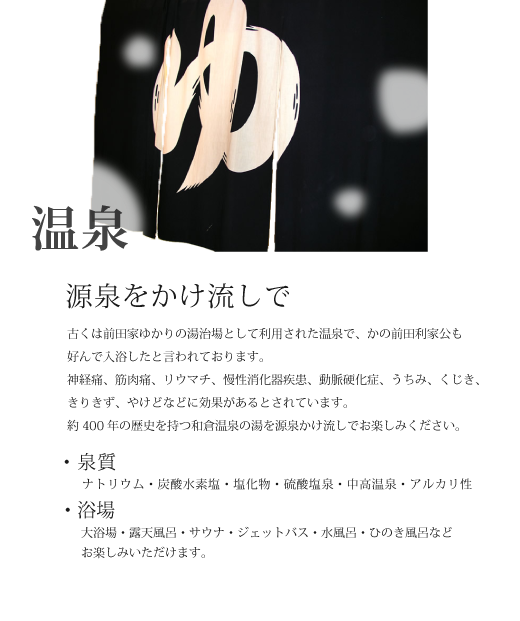 ゆ
温泉
源泉をかけ流しで
古くは前田家ゆかりの湯治場として利用された温泉で、かの前田利家公も
好んで入浴したと言われております。
神経痛、筋肉痛、リウマチ、慢性消化器疾患、動脈硬化症、うちみ、くじき、
きりきず、やけどなどに効果があるとされています。
約 400 年の歴史を持つ和倉温泉の湯を源泉かけ流しでお楽しみください。
・泉質
ナトリウム・炭酸水素塩・塩化物・硫酸塩泉・中高温泉・アルカリ性
・浴場
大浴場・露天風呂・サウナ・ジェットバス・水風呂・ひのき風呂など
お楽しみいただけます。